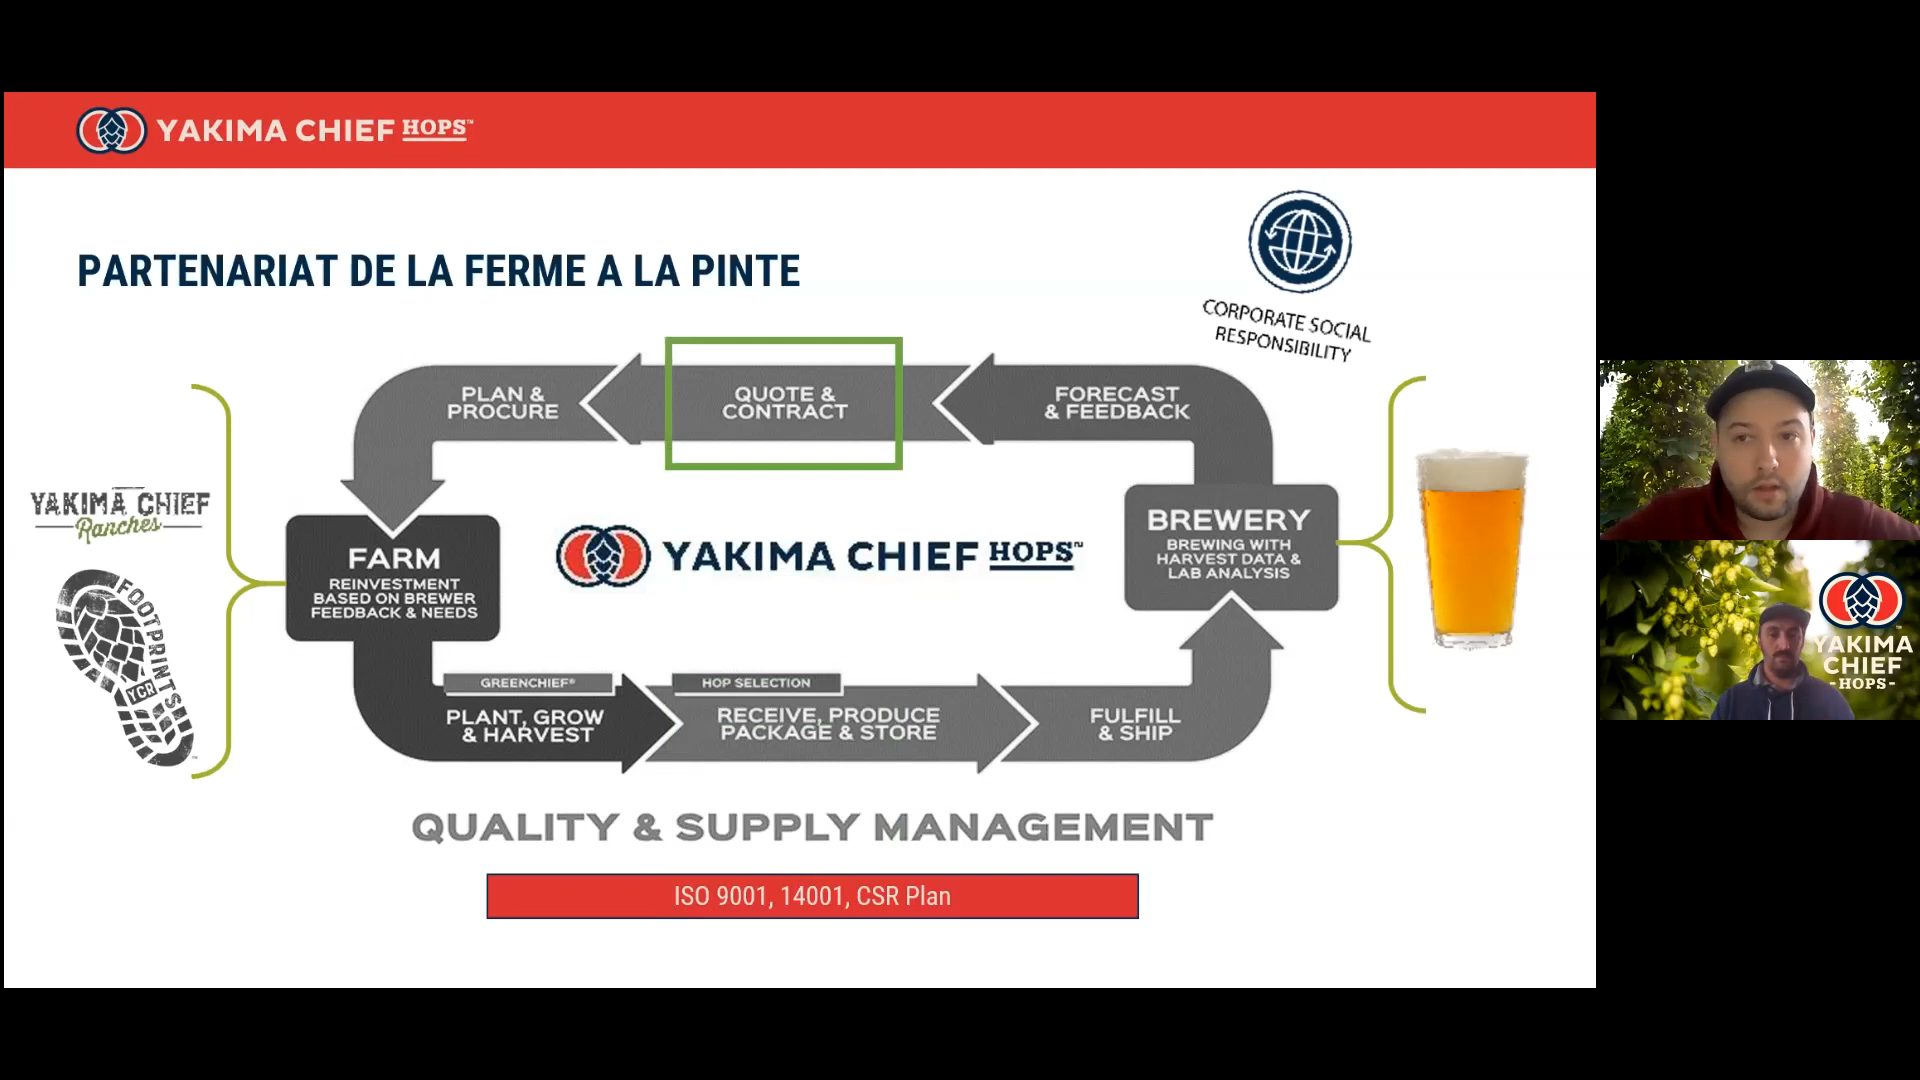 YAKIMA CHIEF HOPS™
PARTENARIAT DE LA FERME A LA PINTE
CORPORATE SOCIAL
RESPONSIBILITY
PLAN &
PROCURE
QUOTE &
CONTRACT
FORECAST
& FEEDBACK
YAKIMA CHIEF
Ranches
FOOTPRINTS
YCR
FARM
REINVESTMENT
BASED ON BREWER
FEEDBACK & NEEDS
YAKIMA CHIEF HOPS™
BREWERY
BREWING WITH
HARVEST DATA &
LAB ANALYSIS
GREENCHIEF®
PLANT, GROW
& HARVEST
HOP SELECTION
RECEIVE, PRODUCE
PACKAGE & STORE
FULFILL
& SHIP
QUALITY & SUPPLY MANAGEMENT
ISO 9001, 14001, CSR Plan
YAKIMA
CHIEF
-HOPS-